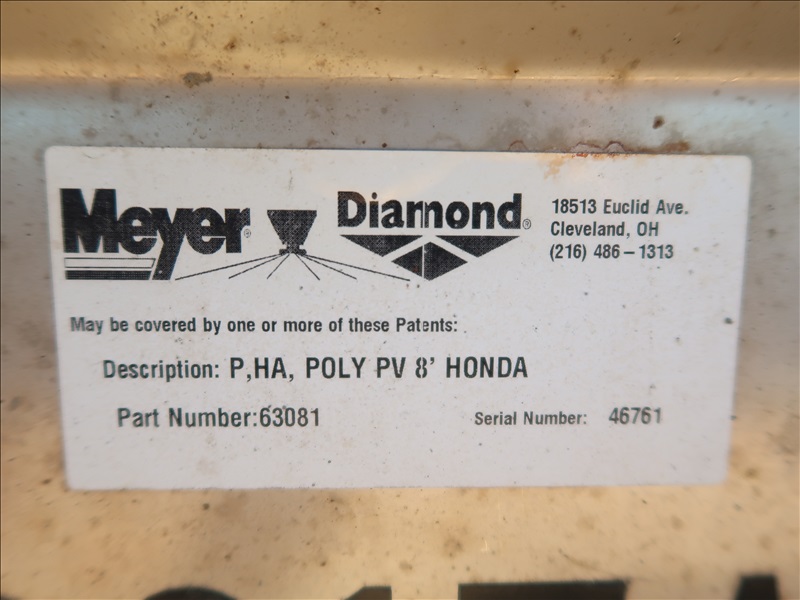 Meyer®
Diamond®
18513 Euclid Ave.
Cleveland, OH
(216) 486-1313
May be covered by one or more of these Patents:
Description: P,HA, POLY PV 8' HONDA
Part Number:63081
Serial Number: 46761